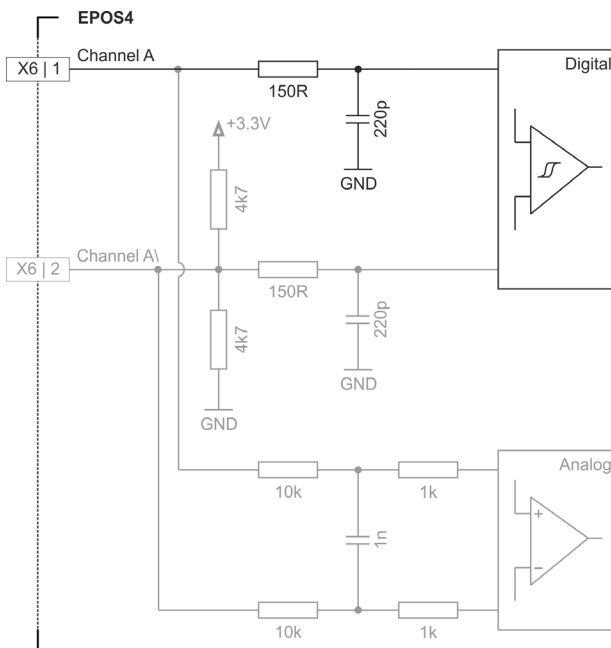 EPOS4
X6 | 1
Channel A
150R
220p
GND
Digital
+3.3V
4k7
X6 | 2
Channel A\
150R
220p
GND
4k7
GND
Analog
10k
1k
1n
+
−
10k
1k